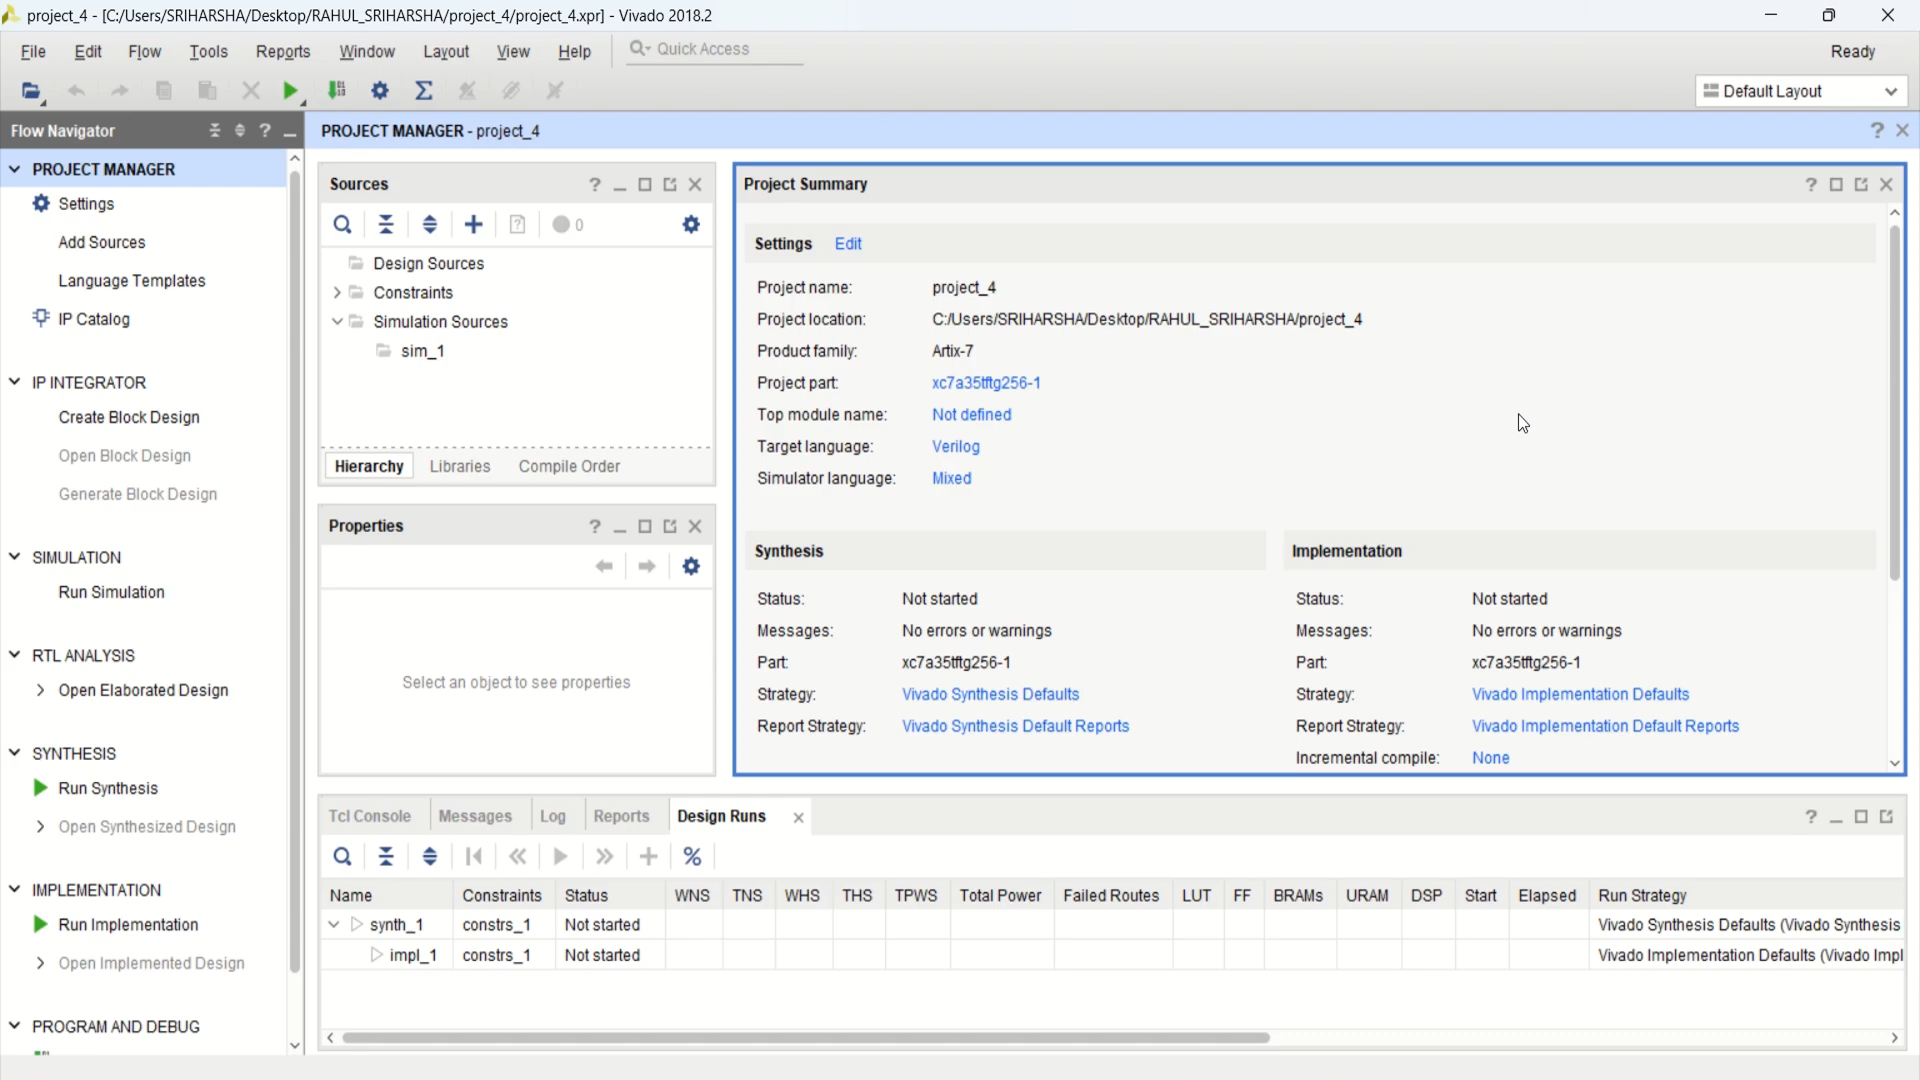 project_4 - [C:/Users/SRIHARSHA/Desktop/RAHUL_SRIHARSHA/project_4/project_4.xpr] - Vivado 2018.2
File Edit Flow Tools Reports Window Layout View Help Quick Access Ready
Default Layout
Flow Navigator
PROJECT MANAGER
Settings
Add Sources
Language Templates
IP Catalog
IP INTEGRATOR
Create Block Design
Open Block Design
Generate Block Design
SIMULATION
Run Simulation
RTL ANALYSIS
Open Elaborated Design
SYNTHESIS
Run Synthesis
Open Synthesized Design
IMPLEMENTATION
Run Implementation
Open Implemented Design
PROGRAM AND DEBUG
PROJECT MANAGER - project_4
Sources
0
Design Sources
Constraints
Simulation Sources
sim_1
Hierarchy Libraries Compile Order
Properties
Select an object to see properties
Project Summary
Settings Edit
Project name: project_4
Project location: C:/Users/SRIHARSHA/Desktop/RAHUL_SRIHARSHA/project_4
Product family: Artix-7
Project part: xc7a35tftg256-1
Top module name: Not defined
Target language: Verilog
Simulator language: Mixed
Synthesis
Status: Not started
Messages: No errors or warnings
Part: xc7a35tftg256-1
Strategy: Vivado Synthesis Defaults
Report Strategy: Vivado Synthesis Default Reports
Implementation
Status: Not started
Messages: No errors or warnings
Part: xc7a35tftg256-1
Strategy: Vivado Implementation Defaults
Report Strategy: Vivado Implementation Default Reports
Incremental compile: None
Tcl Console Messages Log Reports Design Runs
Name Constraints Status WNS TNS WHS THS TPWS Total Power Failed Routes LUT FF BRAMs URAM DSP Start Elapsed Run Strategy
synth_1 constrs_1 Not started Vivado Synthesis Defaults (Vivado Synthesis
impl_1 constrs_1 Not started Vivado Implementation Defaults (Vivado Impl